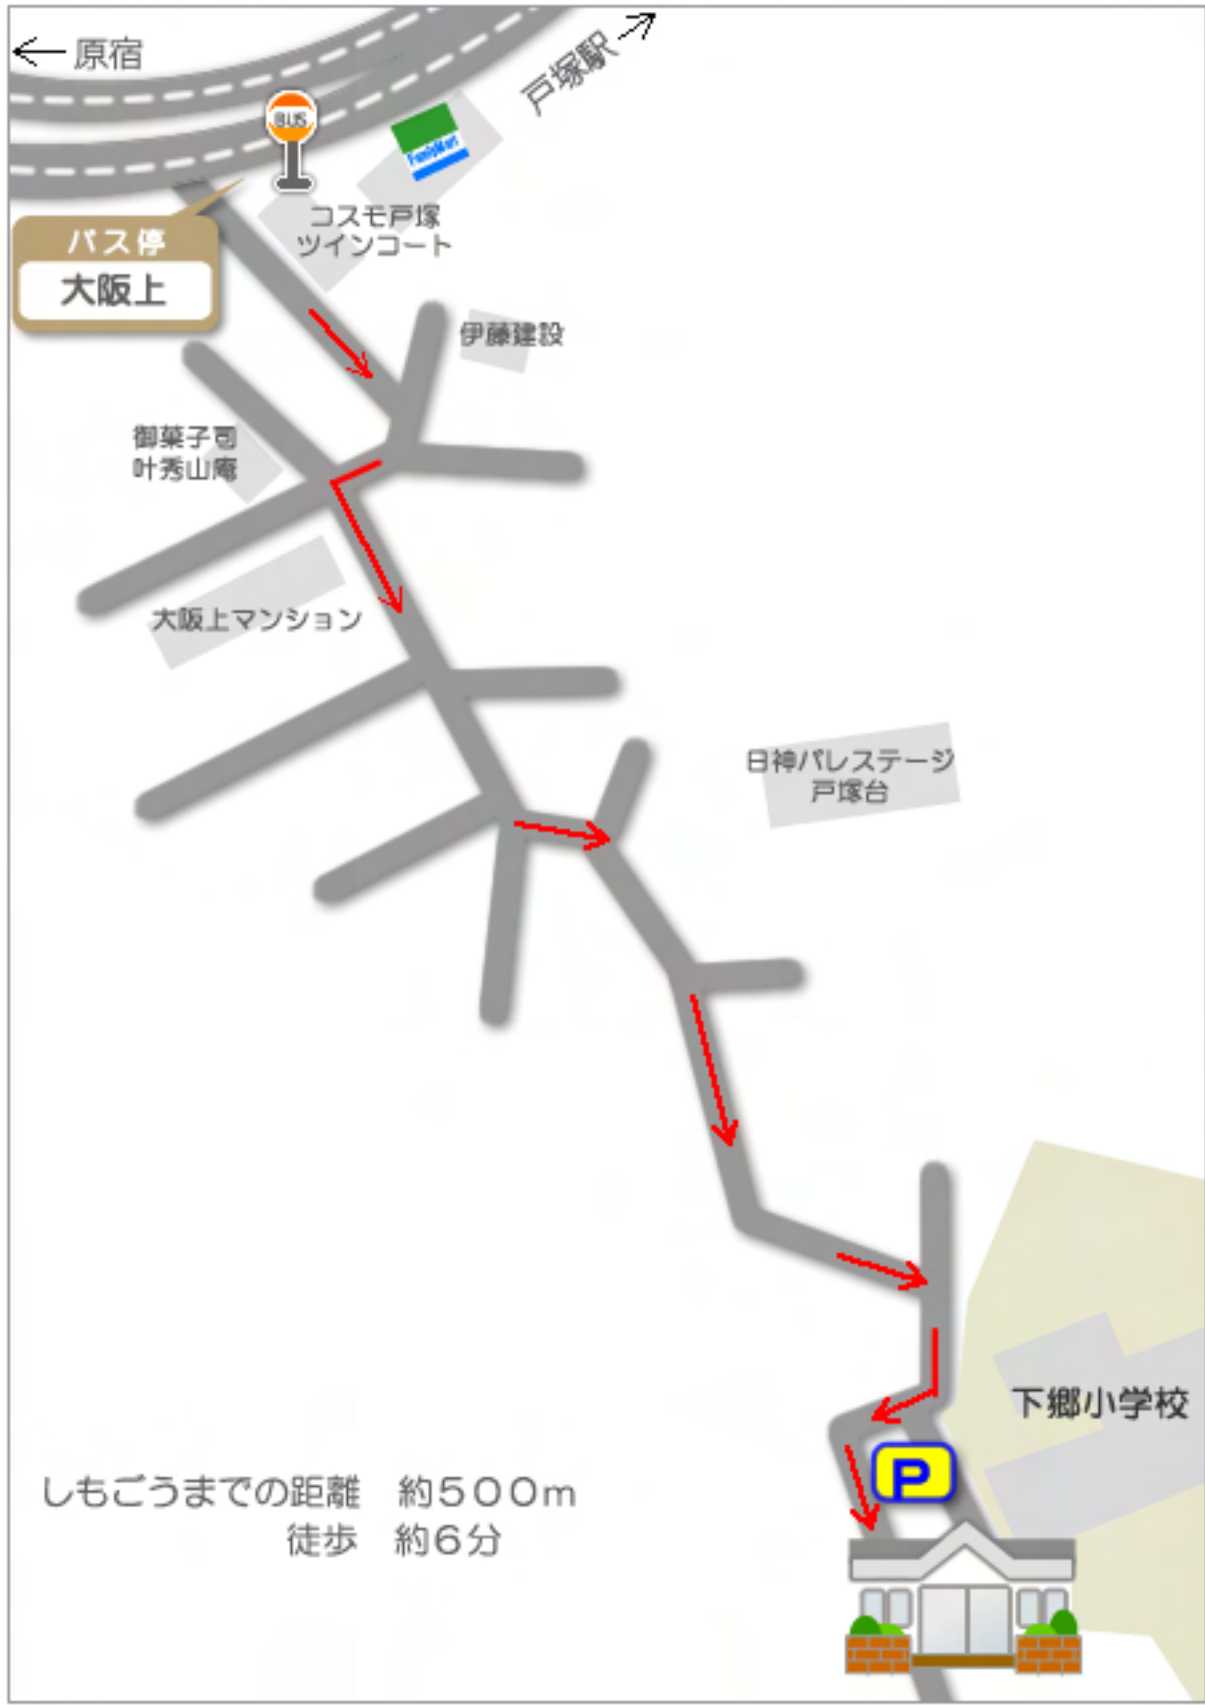 原宿
戸塚駅
BUS
FamilyMart
コスモ戸塚
ツインコート
バス停
大阪上
伊藤建設
御菓子司
叶秀山庵
大阪上マンション
日神パレステージ
戸塚台
下郷小学校
P
しもごうまでの距離　約５００ｍ
徒歩　約６分